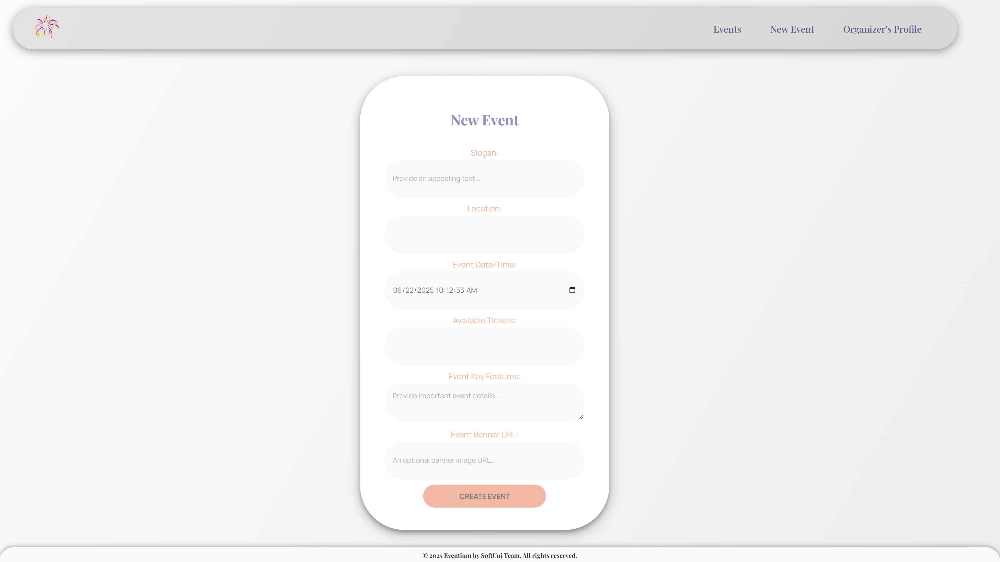 Events New Event Organizer's Profile
New Event
Slogan:
Provide an appealing text...
Location:
Event Date/Time:
06/22/2025 10:12:53 AM
Available Tickets:
Event Key Features:
Provide important event details...
Event Banner URL:
An optional banner image URL...
CREATE EVENT
© 2025 Eventium by SoftUni Team. All rights reserved.